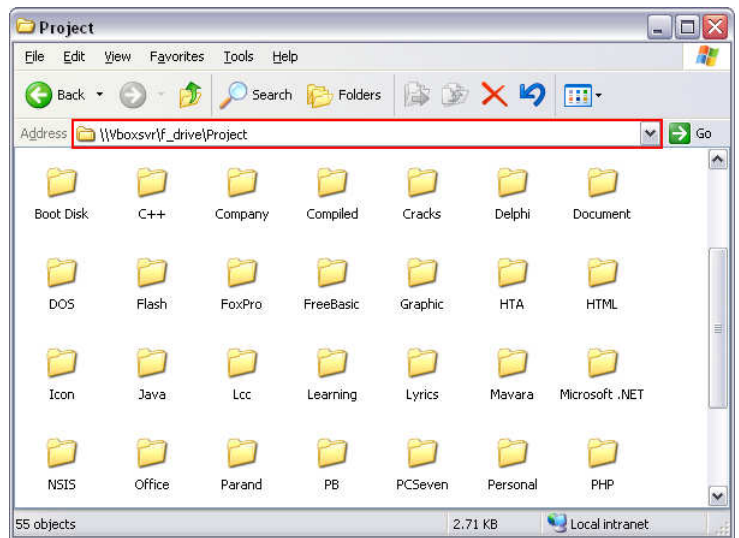 Project
File Edit View Favorites Tools Help
Back Search Folders
Address \\Vboxsvr\f_drive\Project Go
Boot Disk C++ Company Compiled Cracks Delphi Document
DOS Flash FoxPro FreeBasic Graphic HTA HTML
Icon Java Lcc Learning Lyrics Mavara Microsoft .NET
NSIS Office Parand PB PCSeven Personal PHP
55 objects 2.71 KB Local intranet